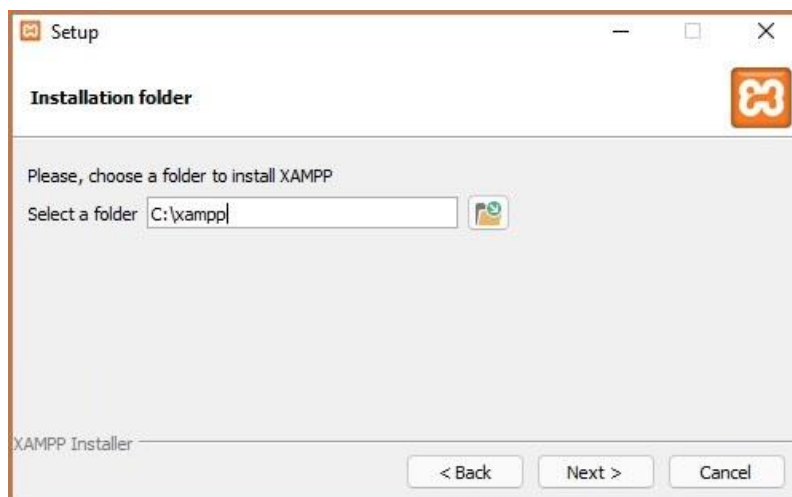 Setup
Installation folder
Please, choose a folder to install XAMPP
Select a folder C:\xampp
XAMPP Installer
< Back Next > Cancel